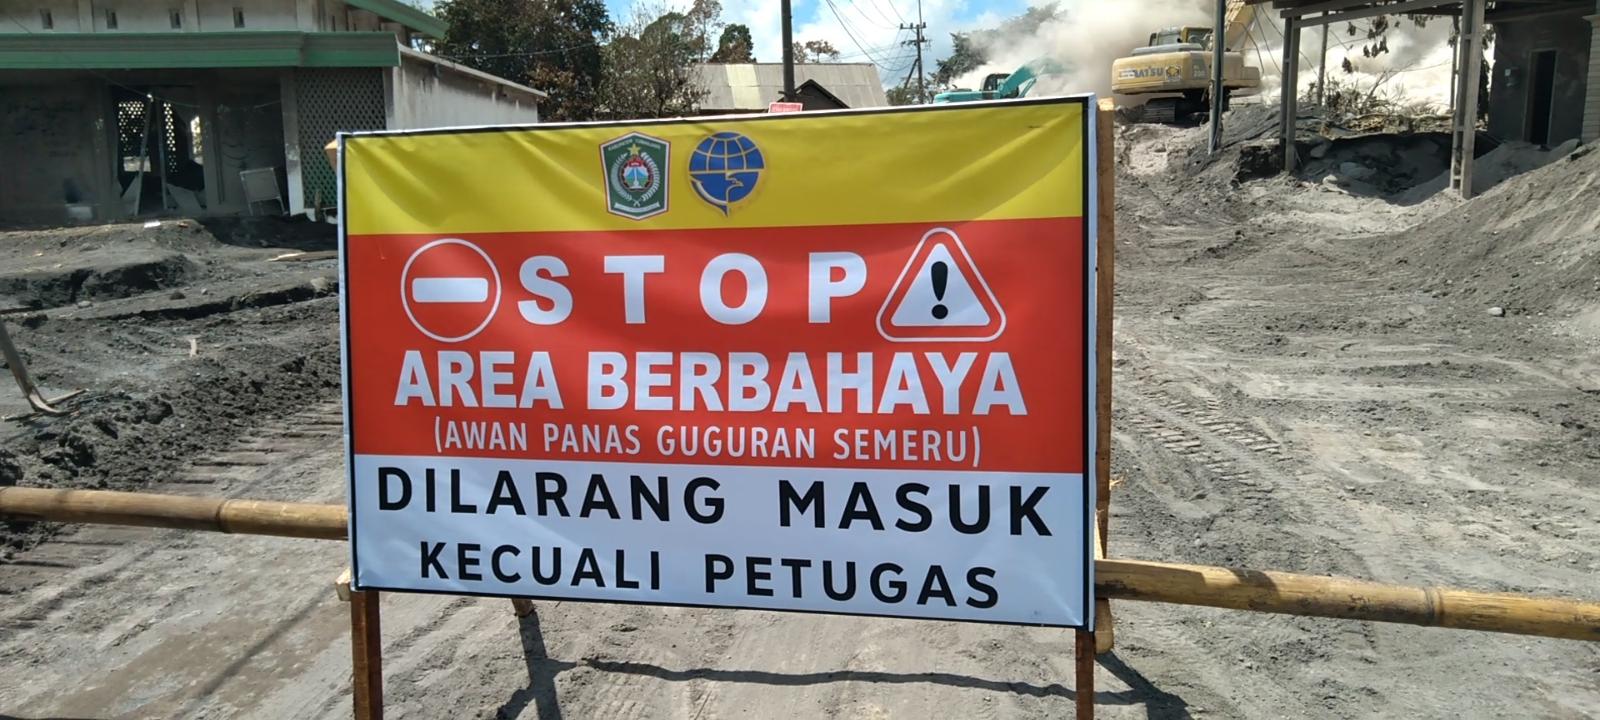 STOP
AREA BERBAHAYA
(AWAN PANAS GUGURAN SEMERU)
DILARANG MASUK
KECUALI PETUGAS